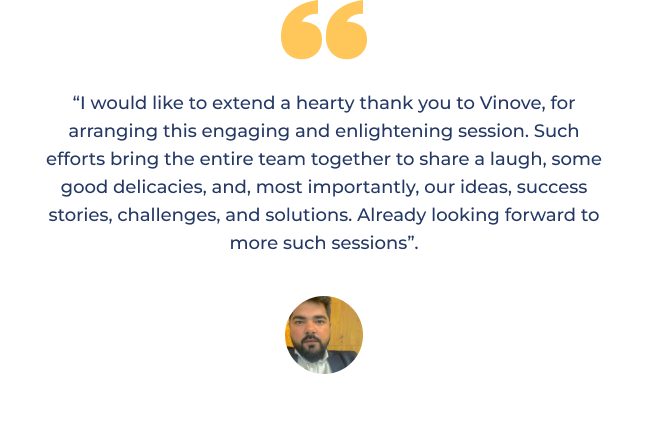 “I would like to extend a hearty thank you to Vinove, for
arranging this engaging and enlightening session. Such
efforts bring the entire team together to share a laugh, some
good delicacies, and, most importantly, our ideas, success
stories, challenges, and solutions. Already looking forward to
more such sessions”.